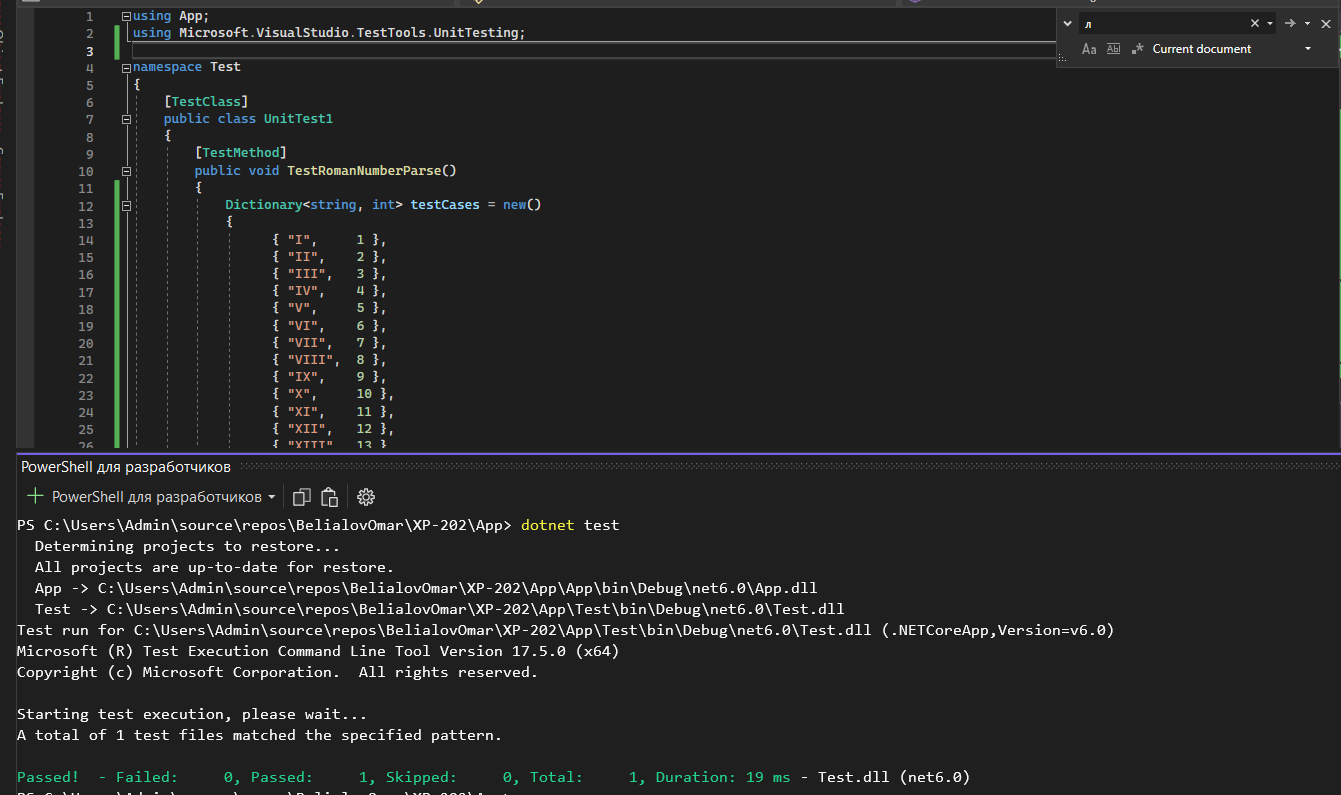 1 using App;
2 using Microsoft.VisualStudio.TestTools.UnitTesting;
3
4 namespace Test
5 {
6 [TestClass]
7 public class UnitTest1
8 {
9 [TestMethod]
10 public void TestRomanNumberParse()
11 {
12 Dictionary<string, int> testCases = new()
13 {
14 { "I", 1 },
15 { "II", 2 },
16 { "III", 3 },
17 { "IV", 4 },
18 { "V", 5 },
19 { "VI", 6 },
20 { "VII", 7 },
21 { "VIII", 8 },
22 { "IX", 9 },
23 { "X", 10 },
24 { "XI", 11 },
25 { "XII", 12 },
26 { "XIII" 13 }
л
Aa Ab Current document
PowerShell для разработчиков
PowerShell для разработчиков
PS C:\Users\Admin\source\repos\BelialovOmar\XP-202\App> dotnet test
Determining projects to restore...
All projects are up-to-date for restore.
App -> C:\Users\Admin\source\repos\BelialovOmar\XP-202\App\App\bin\Debug\net6.0\App.dll
Test -> C:\Users\Admin\source\repos\BelialovOmar\XP-202\App\Test\bin\Debug\net6.0\Test.dll
Test run for C:\Users\Admin\source\repos\BelialovOmar\XP-202\App\Test\bin\Debug\net6.0\Test.dll (.NETCoreApp,Version=v6.0)
Microsoft (R) Test Execution Command Line Tool Version 17.5.0 (x64)
Copyright (c) Microsoft Corporation.  All rights reserved.
Starting test execution, please wait...
A total of 1 test files matched the specified pattern.
Passed!  - Failed:     0, Passed:     1, Skipped:     0, Total:     1, Duration: 19 ms - Test.dll (net6.0)